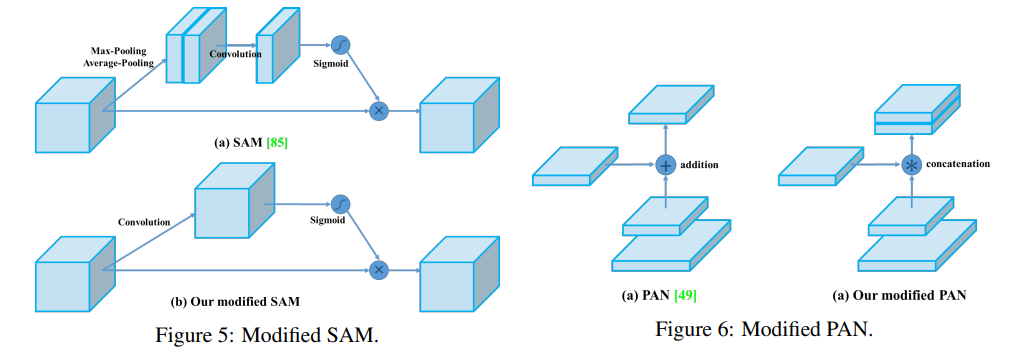 Max-Pooling
Average-Pooling
Convolution
Sigmoid
(a) SAM [85]
Convolution
Sigmoid
(b) Our modified SAM
Figure 5: Modified SAM.
addition
(a) PAN [49]
concatenation
(a) Our modified PAN
Figure 6: Modified PAN.